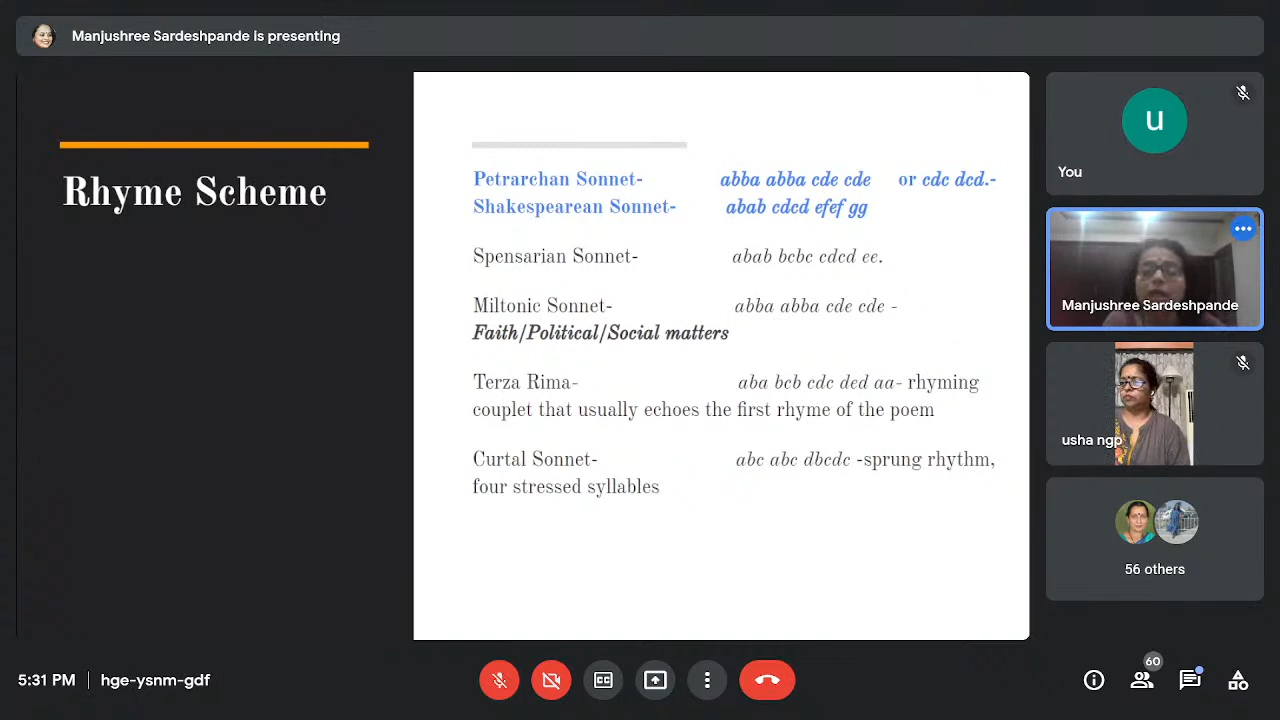 Manjushree Sardeshpande is presenting
Rhyme Scheme
Petrarchan Sonnet- abba abba cde cde or cdc dcd.-
Shakespearean Sonnet- abab cdcd efef gg
Spensarian Sonnet- abab bcbc cdcd ee.
Miltonic Sonnet- abba abba cde cde -
Faith/Political/Social matters
Terza Rima- aba bcb cdc ded aa- rhyming
couplet that usually echoes the first rhyme of the poem
Curtal Sonnet- abc abc dbcdc -sprung rhythm,
four stressed syllables
u
You
Manjushree Sardeshpande
usha ngp
56 others
5:31 PM | hge-ysnm-gdf
60